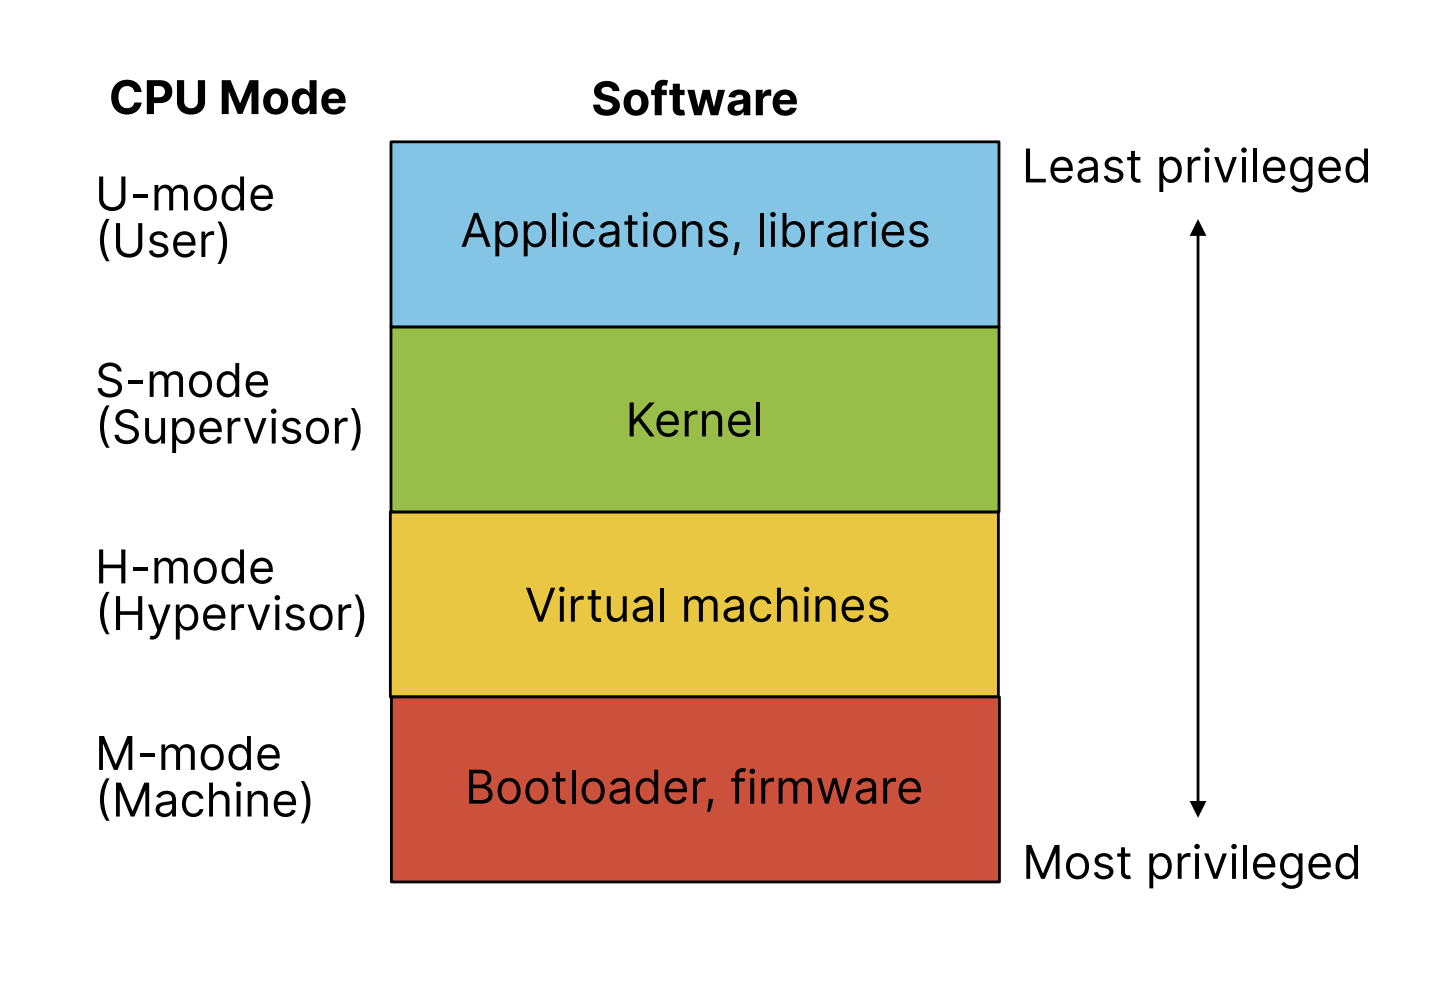 CPU Mode
Software
Least privileged
U-mode
(User)
Applications, libraries
S-mode
(Supervisor)
Kernel
H-mode
(Hypervisor)
Virtual machines
M-mode
(Machine)
Bootloader, firmware
Most privileged